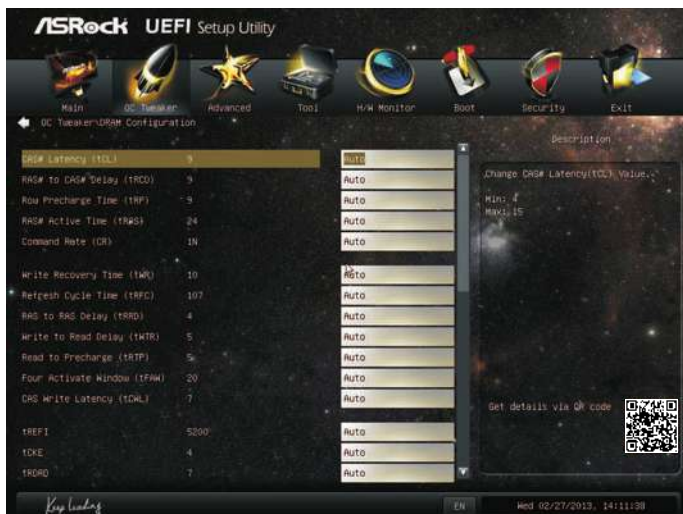 ASRock UEFI Setup Utility
Main OC Tweaker Advanced Tool H/W Monitor Boot Security Exit
OC Tweaker\DRAM Configuration
Description
CAS# Latency (tCL) 9 Auto
RAS# to CAS# Delay (tRCD) 9 Auto
Row Precharge Time (tRP) 9 Auto
RAS# Active Time (tRAS) 24 Auto
Command Rate (CR) 1N Auto
Write Recovery Time (tWR) 10 Auto
Refresh Cycle Time (tRFC) 107 Auto
RAS to RAS Delay (tRRD) 4 Auto
Write to Read Delay (tWTR) 5 Auto
Read to Precharge (tRTP) 5 Auto
Four Activate Window (tFAW) 20 Auto
CAS Write Latency (tCWL) 7 Auto
tREFI 5200 Auto
tCKE 4 Auto
tRDRD 7 Auto
Change CAS# Latency(tCL) Value.
Min: 4
Max: 15
Get details via QR code
Keep Leading
EN
Wed 02/27/2013, 14:11:38